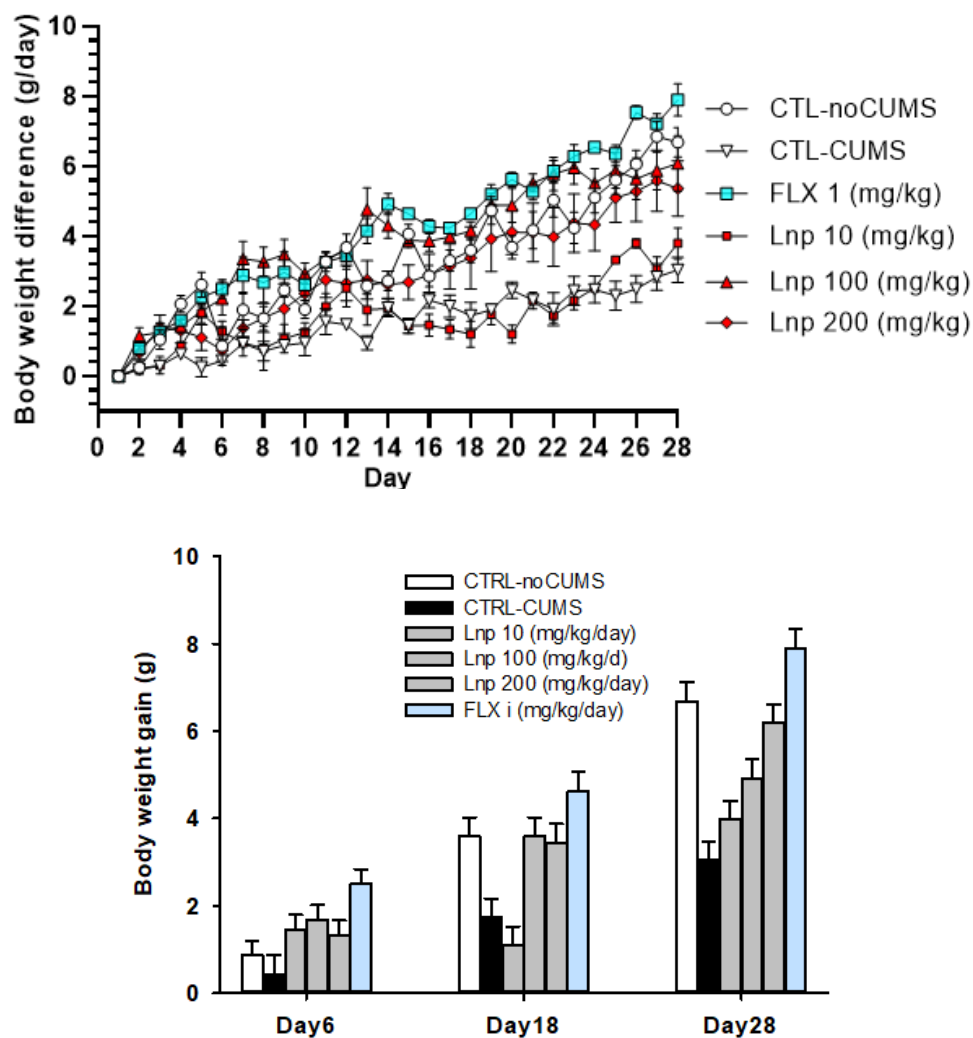 Body weight difference (g/day)
10
8
6
4
2
0
0 2 4 6 8 10 12 14 16 18 20 22 24 26 28
Day
CTL-noCUMS
CTL-CUMS
FLX 1 (mg/kg)
Lnp 10 (mg/kg)
Lnp 100 (mg/kg)
Lnp 200 (mg/kg)
Body weight gain (g)
10
8
6
4
2
0
CTRL-noCUMS
CTRL-CUMS
Lnp 10 (mg/kg/day)
Lnp 100 (mg/kg/d)
Lnp 200 (mg/kg/day)
FLX i (mg/kg/day)
Day6 Day18 Day28